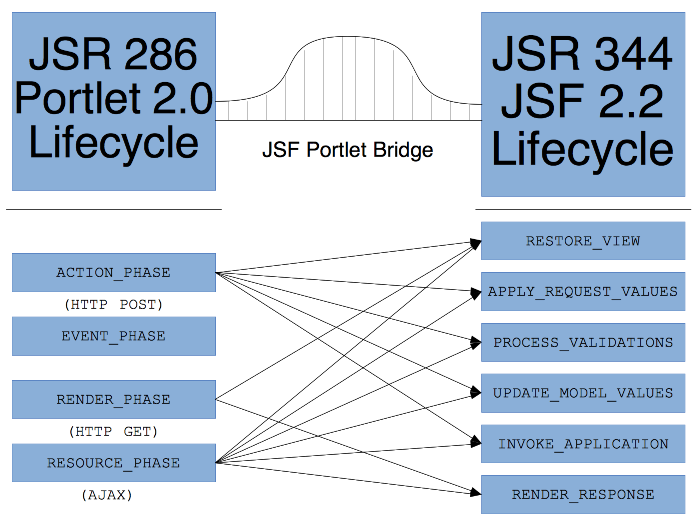 JSR 286
Portlet 2.0
Lifecycle
JSF Portlet Bridge
JSR 344
JSF 2.2
Lifecycle
ACTION_PHASE
(HTTP POST)
EVENT_PHASE
RENDER_PHASE
(HTTP GET)
RESOURCE_PHASE
(AJAX)
RESTORE_VIEW
APPLY_REQUEST_VALUES
PROCESS_VALIDATIONS
UPDATE_MODEL_VALUES
INVOKE_APPLICATION
RENDER_RESPONSE